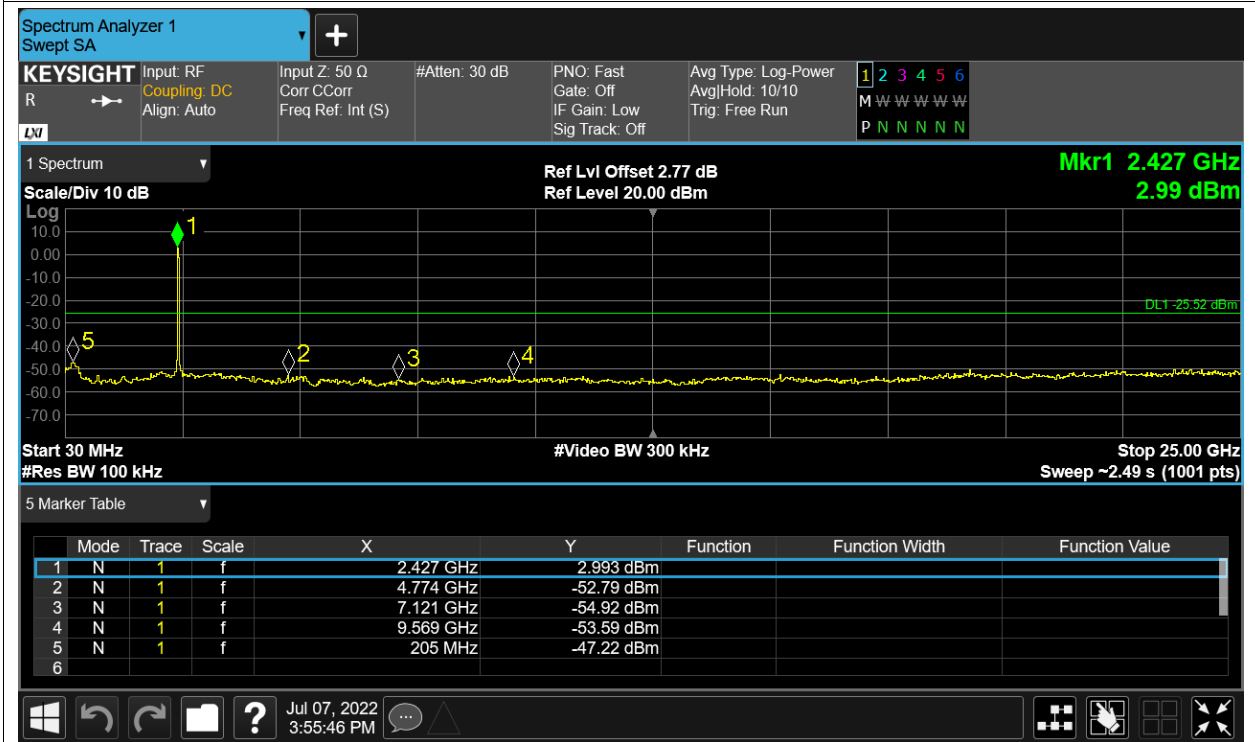 Spectrum Analyzer 1
Swept SA
+
KEYSIGHT Input: RF Input Z: 50 Ω #Atten: 30 dB PNO: Fast Avg Type: Log-Power 1 2 3 4 5 6
R Coupling: DC Corr CCorr Gate: Off Avg|Hold: 10/10 M W W W W W
Align: Auto Freq Ref: Int (S) IF Gain: Low Trig: Free Run
LXI Sig Track: Off P N N N N N
1 Spectrum Ref Lvl Offset 2.77 dB Mkr1 2.427 GHz
Scale/Div 10 dB Ref Level 20.00 dBm 2.99 dBm
Log
10.0 1
0.00
-10.0
-20.0 DL1 -25.52 dBm
-30.0
-40.0 5 2 3 4
-50.0
-60.0
-70.0
Start 30 MHz #Video BW 300 kHz Stop 25.00 GHz
#Res BW 100 kHz Sweep ~2.49 s (1001 pts)
5 Marker Table
Mode Trace Scale X Y Function Function Width Function Value
1 N 1 f 2.427 GHz 2.993 dBm
2 N 1 f 4.774 GHz -52.79 dBm
3 N 1 f 7.121 GHz -54.92 dBm
4 N 1 f 9.569 GHz -53.59 dBm
5 N 1 f 205 MHz -47.22 dBm
6
? Jul 07, 2022
3:55:46 PM